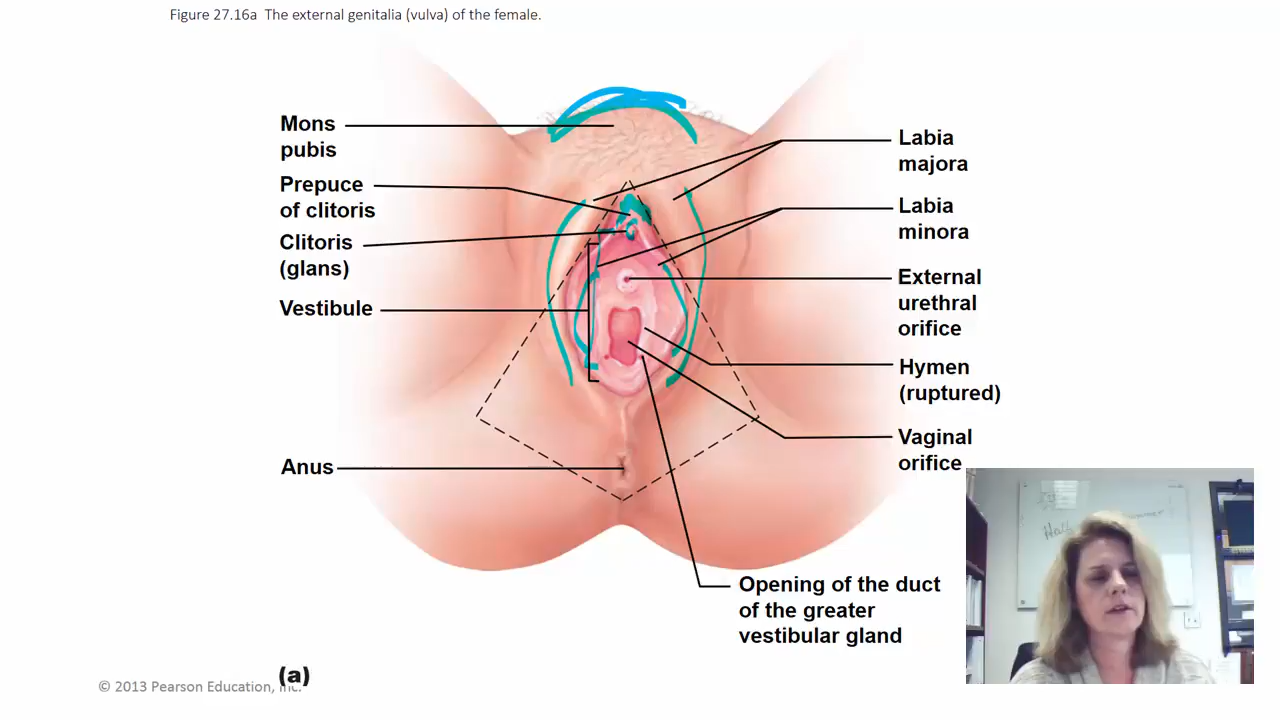 Figure 27.16a  The external genitalia (vulva) of the female.
Mons
pubis
Prepuce
of clitoris
Clitoris
(glans)
Vestibule
Anus
Labia
majora
Labia
minora
External
urethral
orifice
Hymen
(ruptured)
Vaginal
orifice
Opening of the duct
of the greater
vestibular gland
(a)
© 2013 Pearson Education, Inc.